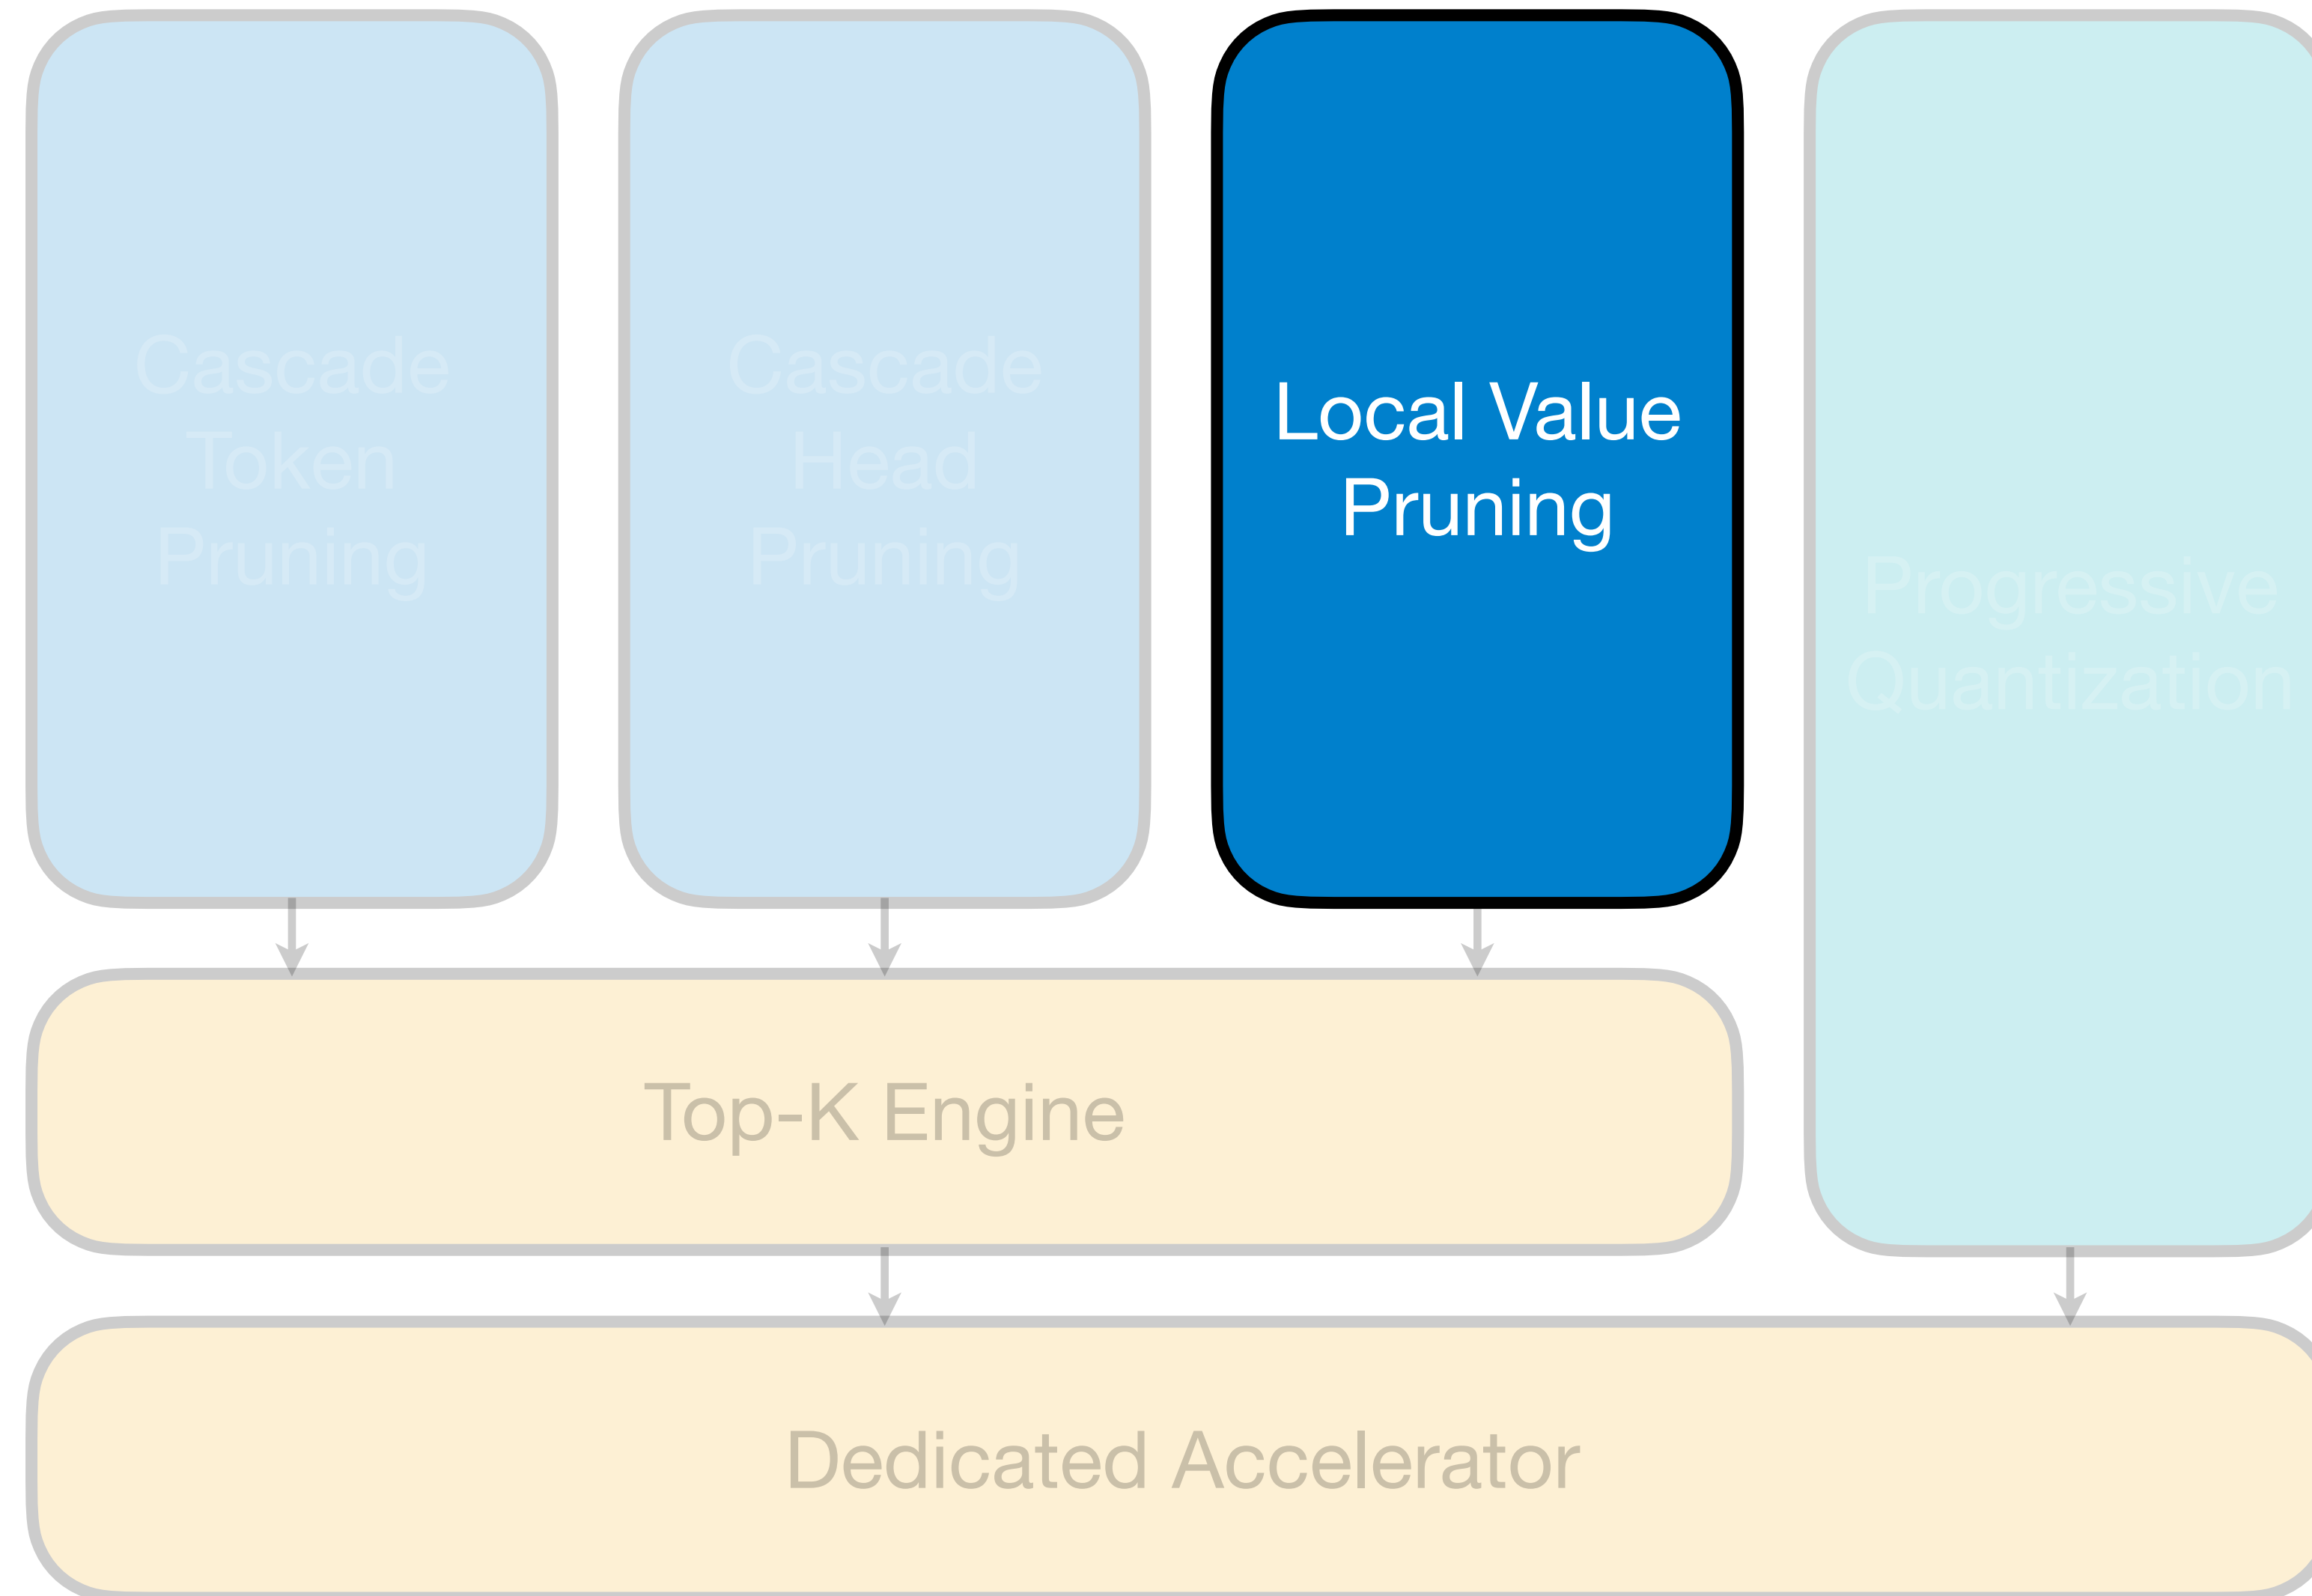 Cascade
Token
Pruning
Cascade
Head
Pruning
Local Value
Pruning
Progressive
Quantization
Top-K Engine
Dedicated Accelerator